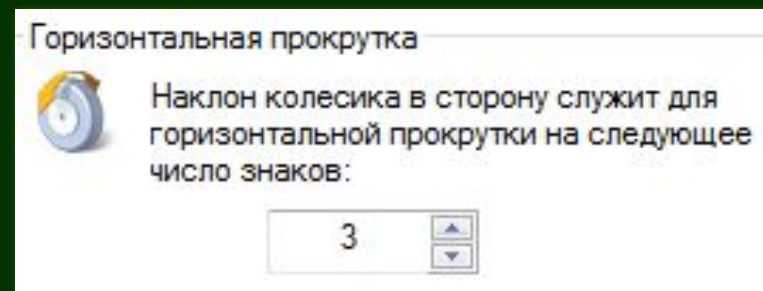 Горизонтальная прокрутка
Наклон колесика в сторону служит для
горизонтальной прокрутки на следующее
число знаков:
3